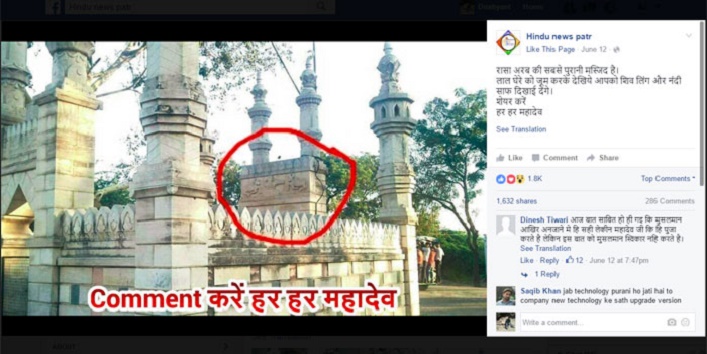 Hindu news patr
Hindu news patr
Like This Page · June 12 ·
रासा अरब की सबसे पुरानी मस्जिद है।
लाल घेरे को जूम करके देखिये आपको शिव लिंग और नंदी
साफ दिखाई देंगे।
शेयर करें
हर हर महादेव
See Translation
Like Comment Share
1.8K Top Comments
1,632 shares 286 Comments
Dinesh Tiwari आज बात साबित हो ही गइ कि मुसलमान
आखिर अनजाने मे हि सही लेकीन महादेव जी कि हि पूजा
करते है लेकिन इस बात को मुसलमान स्विकार नहि करते है।
See Translation
Like · Reply · 12 · June 12 at 7:47pm
1 Reply
Saqib Khan jab technology purani ho jati hai to
company new technology ke sath upgrade version
Write a comment...
Comment करें हर हर महादेव